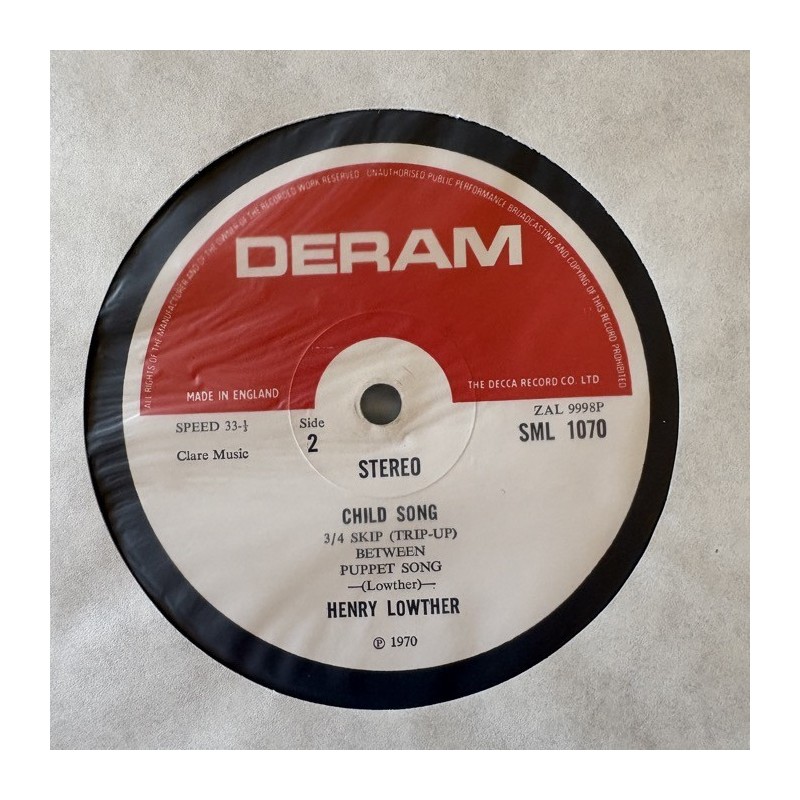 ALL RIGHTS OF THE MANUFACTURER AND OF THE OWNER OF THE RECORDED WORK RESERVED UNAUTHORISED PUBLIC PERFORMANCE BROADCASTING AND COPYING OF THIS RECORD PROHIBITED
DERAM
MADE IN ENGLAND
THE DECCA RECORD CO. LTD
SPEED 33-⅓
Side
2
ZAL 9998P
SML 1070
Clare Music
STEREO
CHILD SONG
3/4 SKIP (TRIP-UP)
BETWEEN
PUPPET SONG
—(Lowther)—
HENRY LOWTHER
℗ 1970